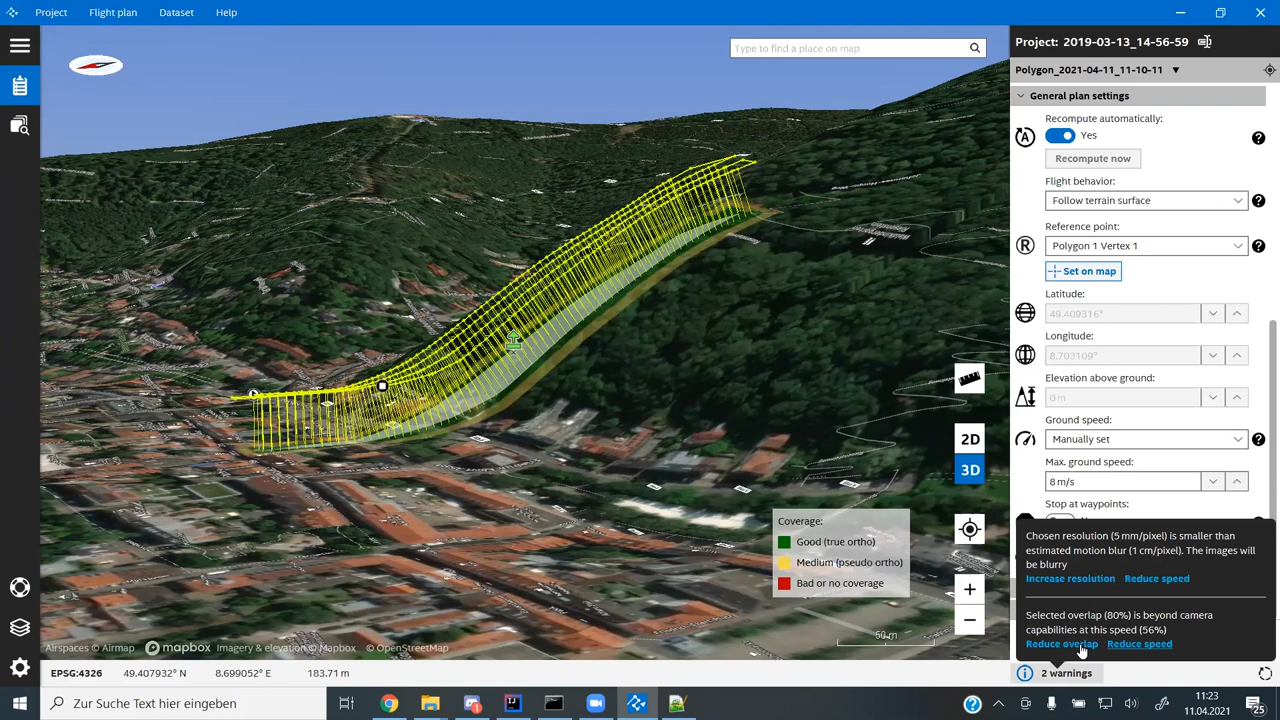 Project
Flight plan
Dataset
Help
Type to find a place on map
Project: 2019-03-13_14-56-59
Polygon_2021-04-11_11-10-11
General plan settings
Recompute automatically:
A
Yes
?
Recompute now
Flight behavior:
Follow terrain surface
?
Reference point:
R
Polygon 1 Vertex 1
?
Set on map
Latitude:
49.409316°
Longitude:
8.703109°
Elevation above ground:
0 m
Ground speed:
Manually set
?
Max. ground speed:
8 m/s
Stop at waypoints:
2D
3D
Coverage:
Good (true ortho)
Medium (pseudo ortho)
Bad or no coverage
+
−
50 m
Chosen resolution (5 mm/pixel) is smaller than
estimated motion blur (1 cm/pixel). The images will
be blurry
Increase resolution Reduce speed
Selected overlap (80%) is beyond camera
capabilities at this speed (56%)
Reduce overlap Reduce speed
2 warnings
Airspaces © Airmap
mapbox
Imagery & elevation © Mapbox
© OpenStreetMap
EPSG:4326
49.407932° N
8.699052° E
183.71 m
Zur Suche Text hier eingeben
11:23
11.04.2021
25